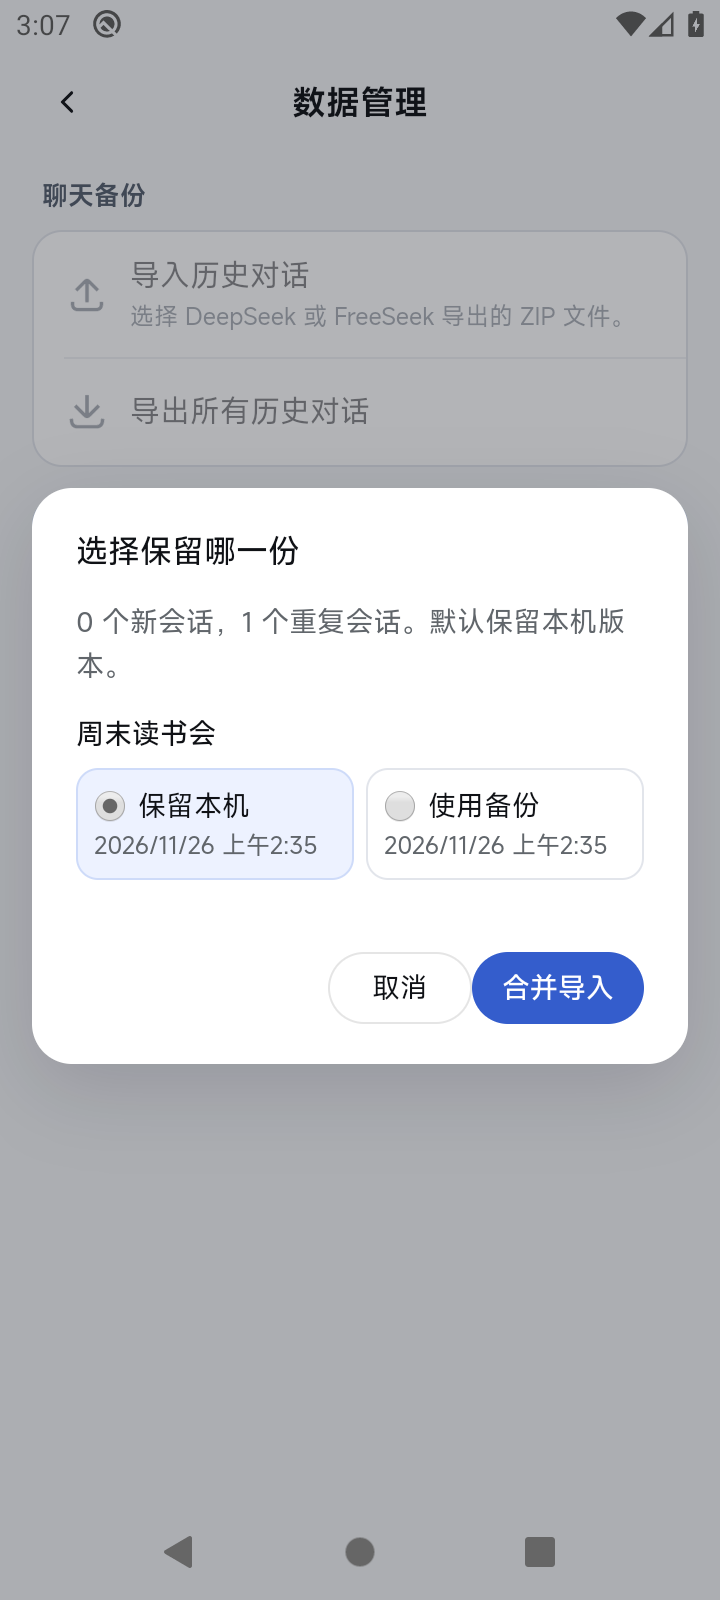 3:07
数据管理
聊天备份
导入历史对话
选择 DeepSeek 或 FreeSeek 导出的 ZIP 文件。
导出所有历史对话
选择保留哪一份
0 个新会话，1 个重复会话。默认保留本机版
本。
周末读书会
保留本机
2026/11/26 上午2:35
使用备份
2026/11/26 上午2:35
取消
合并导入